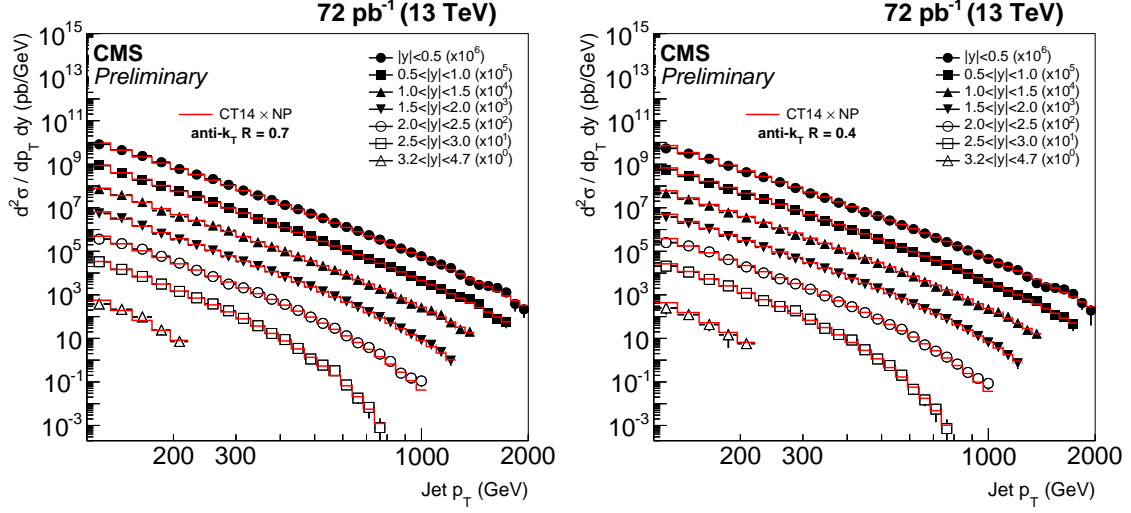 72 pb⁻¹ (13 TeV)
CMS
Preliminary
|y|<0.5 (x10⁶)
0.5<|y|<1.0 (x10⁵)
1.0<|y|<1.5 (x10⁴)
1.5<|y|<2.0 (x10³)
2.0<|y|<2.5 (x10²)
2.5<|y|<3.0 (x10¹)
3.2<|y|<4.7 (x10⁰)
CT14 × NP
anti-k_T R = 0.7
d²σ / dp_T dy (pb/GeV)
10¹⁵
10¹³
10¹¹
10⁹
10⁷
10⁵
10³
10
10⁻¹
10⁻³
200 300 1000 2000
Jet p_T (GeV)
72 pb⁻¹ (13 TeV)
CMS
Preliminary
|y|<0.5 (x10⁶)
0.5<|y|<1.0 (x10⁵)
1.0<|y|<1.5 (x10⁴)
1.5<|y|<2.0 (x10³)
2.0<|y|<2.5 (x10²)
2.5<|y|<3.0 (x10¹)
3.2<|y|<4.7 (x10⁰)
CT14 × NP
anti-k_T R = 0.4
d²σ / dp_T dy (pb/GeV)
10¹⁵
10¹³
10¹¹
10⁹
10⁷
10⁵
10³
10
10⁻¹
10⁻³
200 300 1000 2000
Jet p_T (GeV)